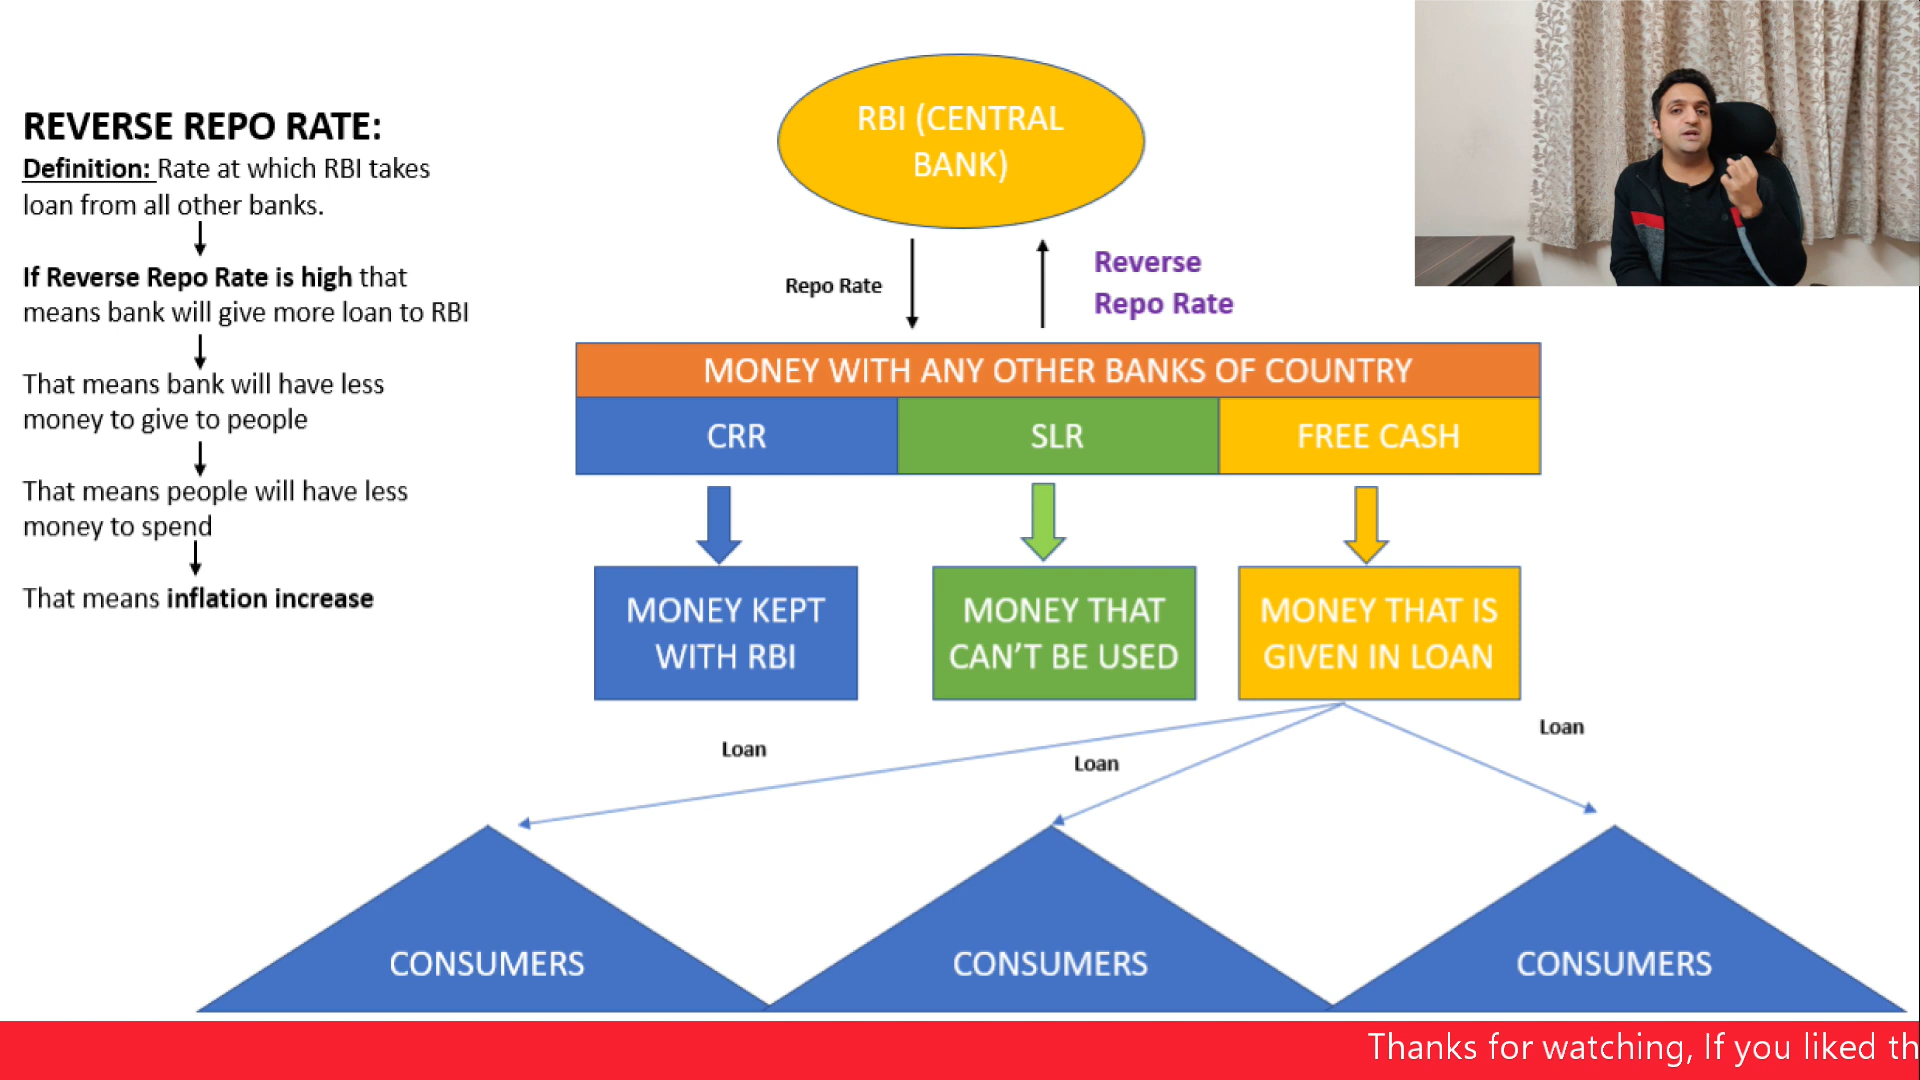 REVERSE REPO RATE:
Definition: Rate at which RBI takes
loan from all other banks.
If Reverse Repo Rate is high that
means bank will give more loan to RBI
That means bank will have less
money to give to people
That means people will have less
money to spend
That means inflation increase
RBI (CENTRAL
BANK)
Repo Rate
Reverse
Repo Rate
MONEY WITH ANY OTHER BANKS OF COUNTRY
CRR
SLR
FREE CASH
MONEY KEPT
WITH RBI
MONEY THAT
CAN'T BE USED
MONEY THAT IS
GIVEN IN LOAN
Loan
Loan
Loan
CONSUMERS
CONSUMERS
CONSUMERS
Thanks for watching, If you liked th